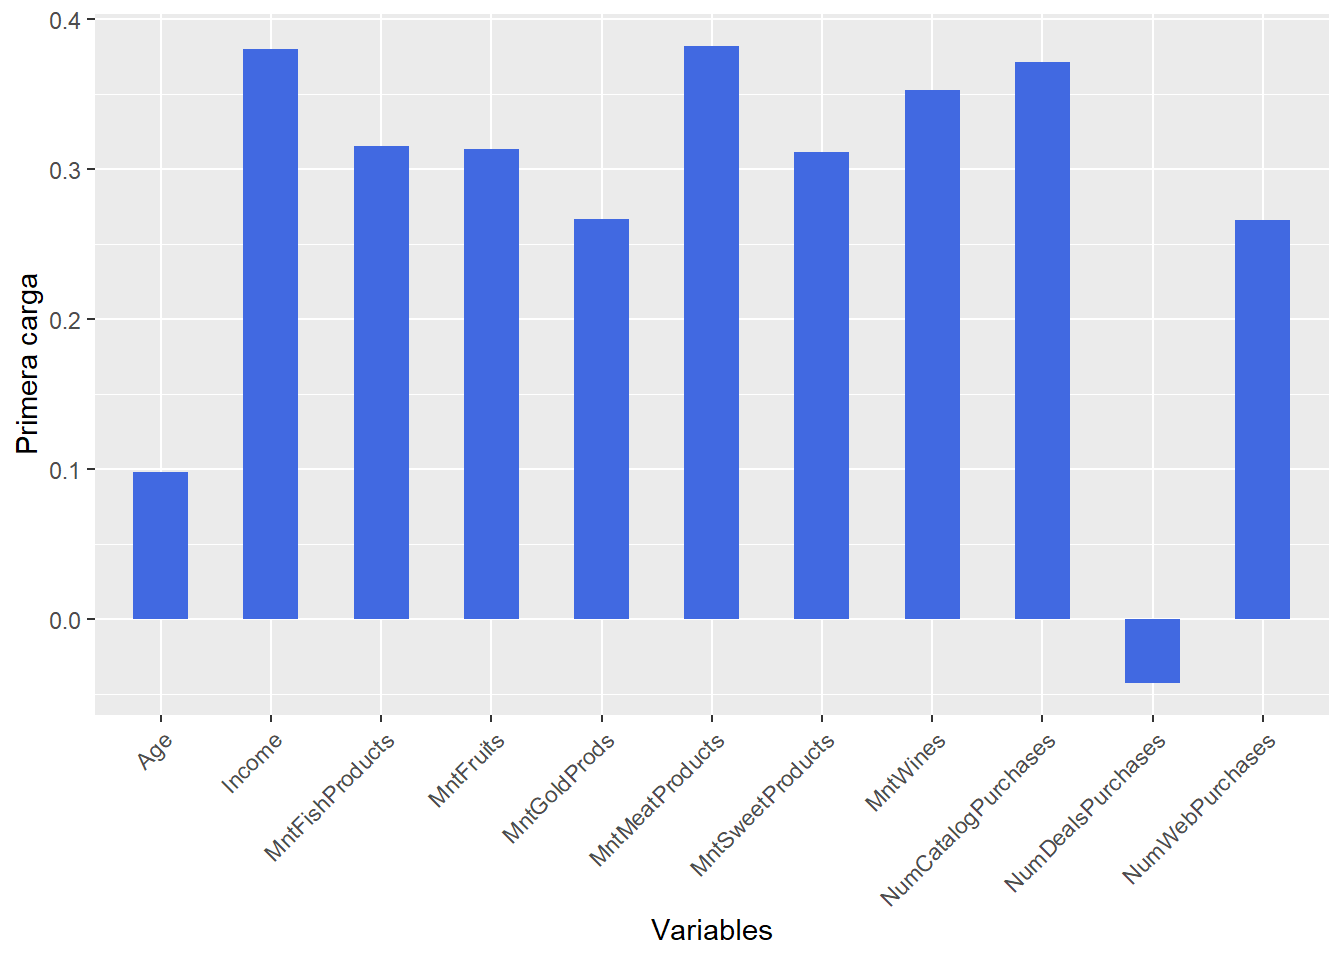 0.4
0.3
0.2
0.1
0.0
Primera carga
Age
Income
MntFishProducts
MntFruits
MntGoldProds
MntMeatProducts
MntSweetProducts
MntWines
NumCatalogPurchases
NumDealsPurchases
NumWebPurchases
Variables